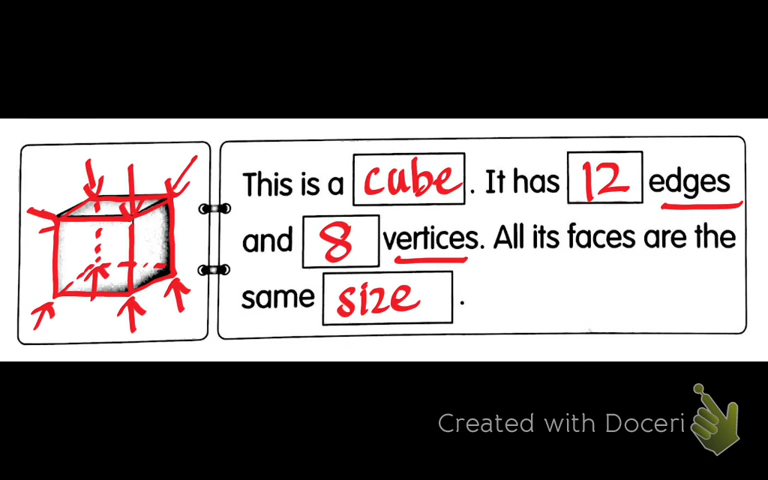 This is a cube. It has 12 edges
and 8 vertices. All its faces are the
same size.
Created with Doceri